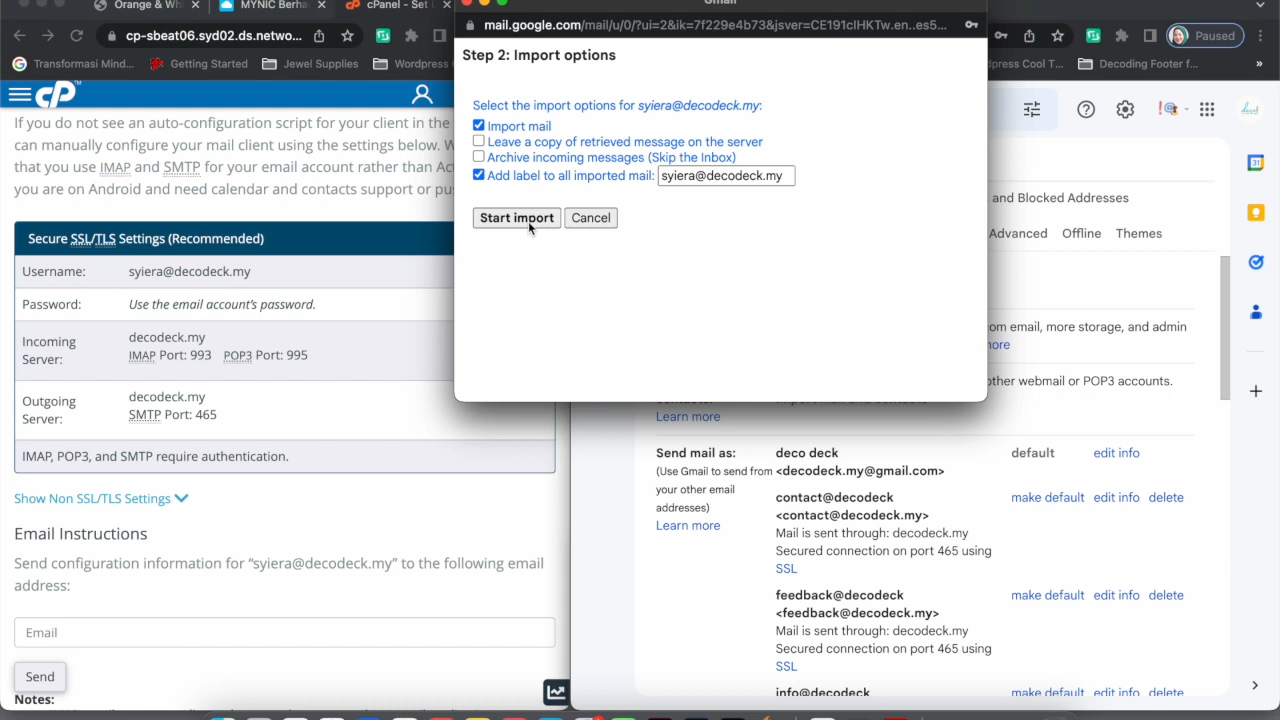 Orange & Wh
MYNIC Berha
cPanel - Set
Gmail
cp-sbeat06.syd02.ds.netwo...
mail.google.com/mail/u/0/?ui=2&ik=7f229e4b73&jsver=CE191clHKTw.en..es5...
Paused
Transformasi Mind...
Getting Started
Jewel Supplies
Wordpress
dpress Cool T...
Decoding Footer f...
»
cP
Step 2: Import options
Select the import options for syiera@decodeck.my:
Import mail
Leave a copy of retrieved message on the server
Archive incoming messages (Skip the Inbox)
Add label to all imported mail: syiera@decodeck.my
Start import
Cancel
If you do not see an auto-configuration script for your client in the
can manually configure your mail client using the settings below. W
that you use IMAP and SMTP for your email account rather than Act
you are on Android and need calendar and contacts support or pu
Secure SSL/TLS Settings (Recommended)
Username: syiera@decodeck.my
Password: Use the email account's password.
Incoming Server: decodeck.my
IMAP Port: 993 POP3 Port: 995
Outgoing Server: decodeck.my
SMTP Port: 465
IMAP, POP3, and SMTP require authentication.
Show Non SSL/TLS Settings
Email Instructions
Send configuration information for "syiera@decodeck.my" to the following email
address:
Email
Send
Notes:
31
and Blocked Addresses
Advanced Offline Themes
om email, more storage, and admin
nore
other webmail or POP3 accounts.
Learn more
Send mail as:
(Use Gmail to send from
your other email
addresses)
Learn more
deco deck
<decodeck.my@gmail.com>
default edit info
contact@decodeck
<contact@decodeck.my>
Mail is sent through: decodeck.my
Secured connection on port 465 using
SSL
make default edit info delete
feedback@decodeck
<feedback@decodeck.my>
Mail is sent through: decodeck.my
Secured connection on port 465 using
SSL
make default edit info delete
info@decodeck
make default edit info delete